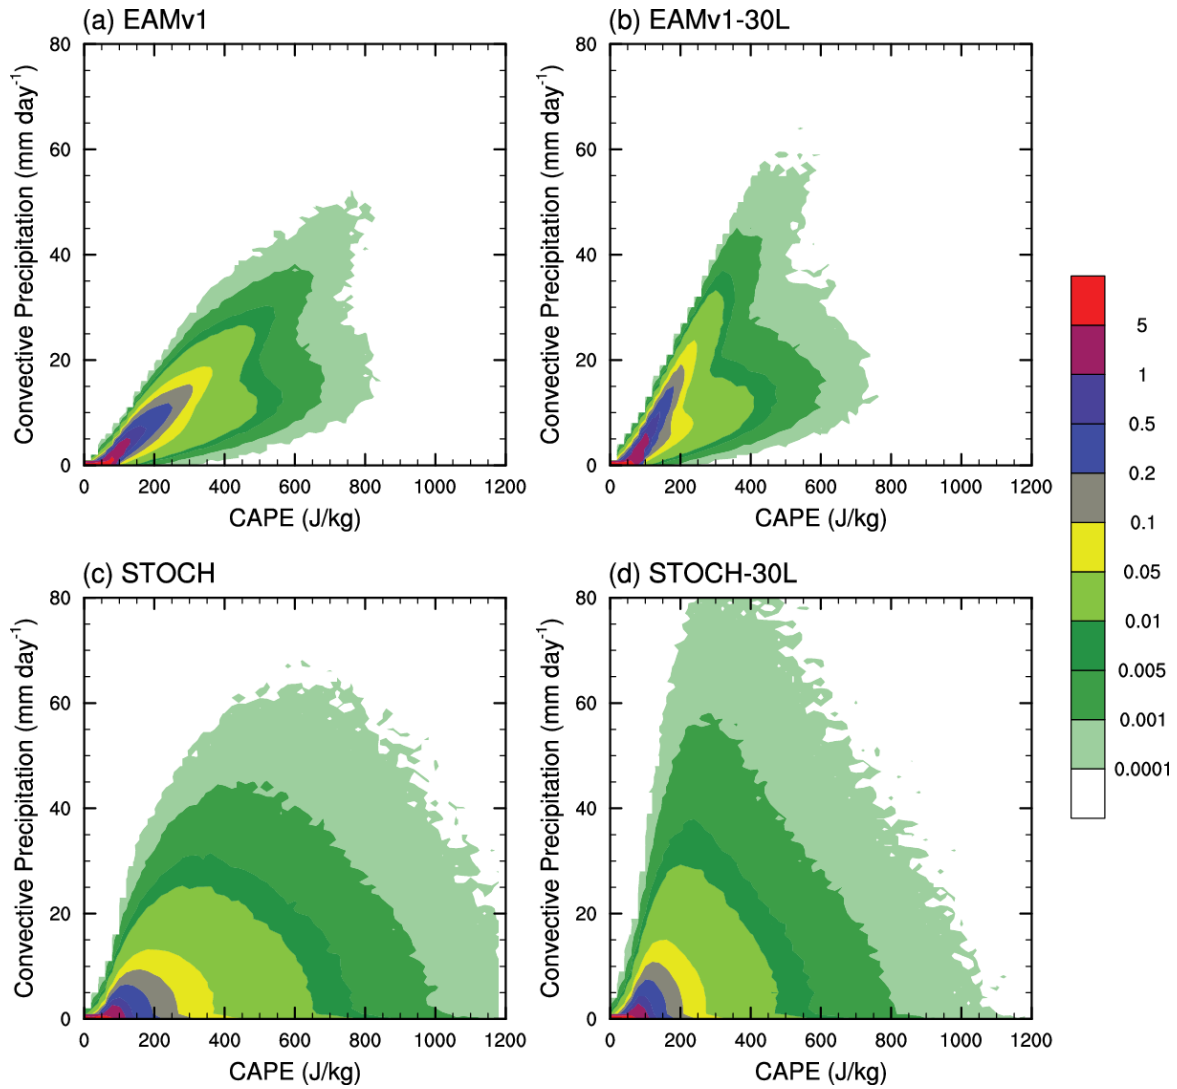 (a) EAMv1
(b) EAMv1-30L
80
60
40
20
0
Convective Precipitation (mm day-1)
0 200 400 600 800 1000 1200
CAPE (J/kg)
80
60
40
20
0
Convective Precipitation (mm day-1)
0 200 400 600 800 1000 1200
CAPE (J/kg)
(c) STOCH
(d) STOCH-30L
80
60
40
20
0
Convective Precipitation (mm day-1)
0 200 400 600 800 1000 1200
CAPE (J/kg)
80
60
40
20
0
Convective Precipitation (mm day-1)
0 200 400 600 800 1000 1200
CAPE (J/kg)
5
1
0.5
0.2
0.1
0.05
0.01
0.005
0.001
0.0001